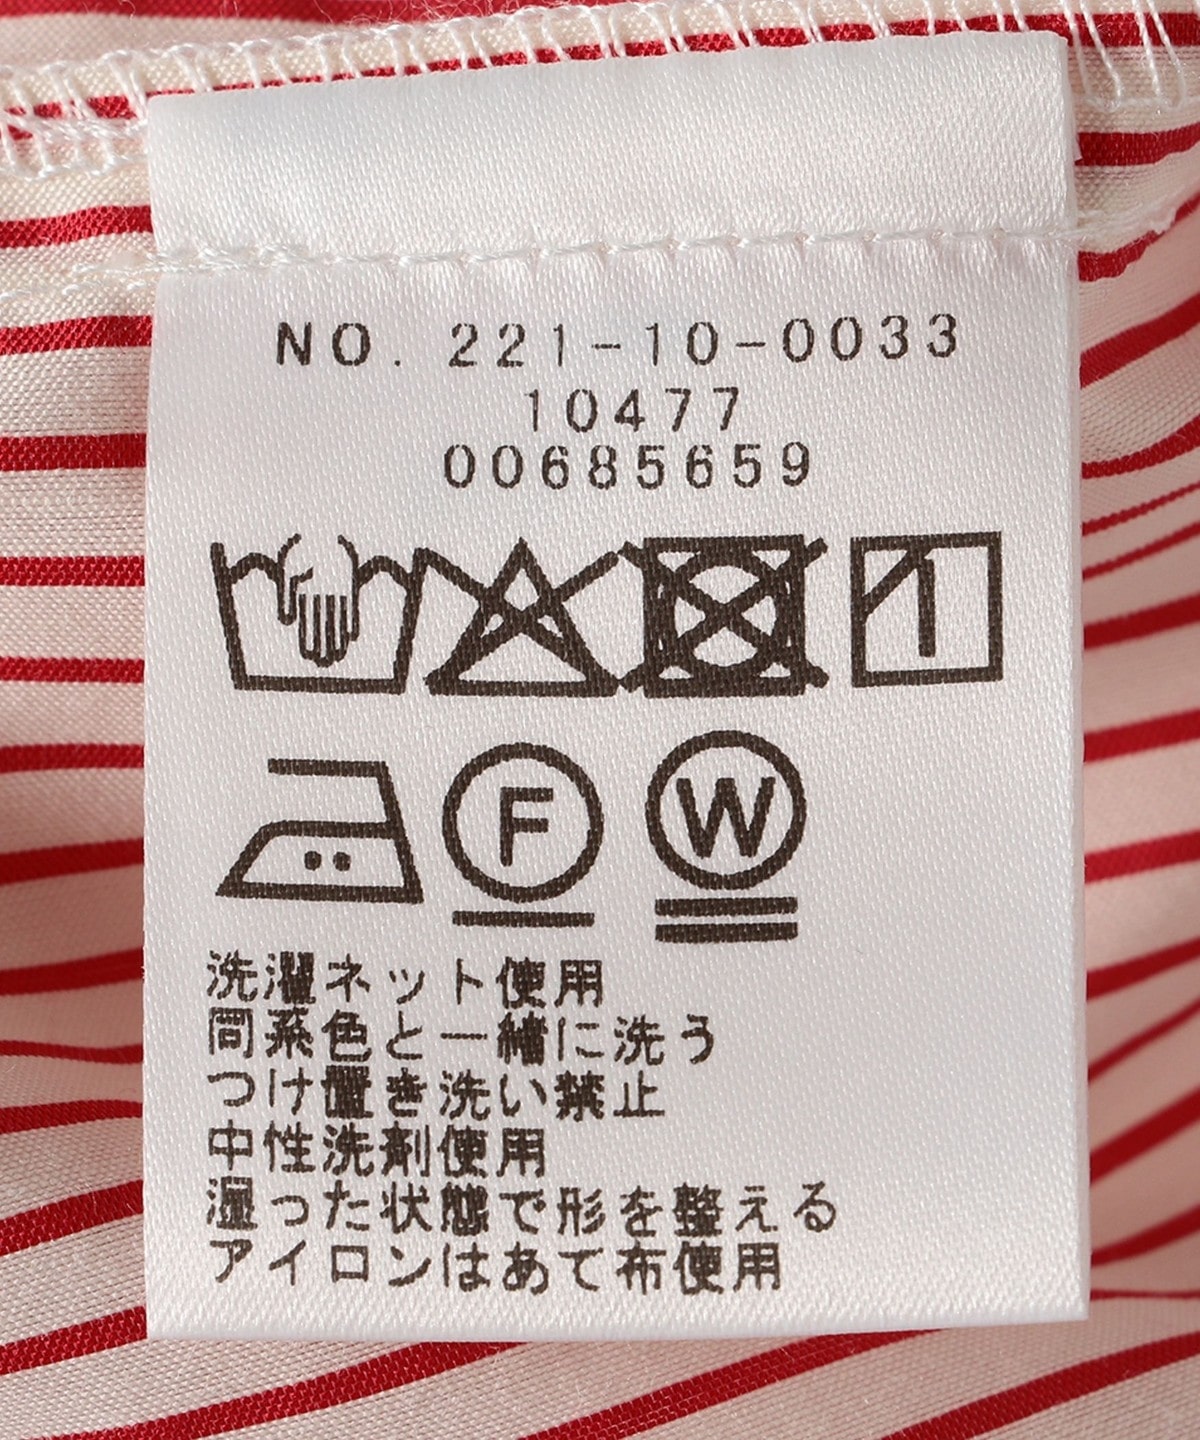 NO. 221-10-0033
10477
00685659
F
W
洗濯ネット使用
同系色と一緒に洗う
つけ置き洗い禁止
中性洗剤使用
湿った状態で形を整える
アイロンはあて布使用